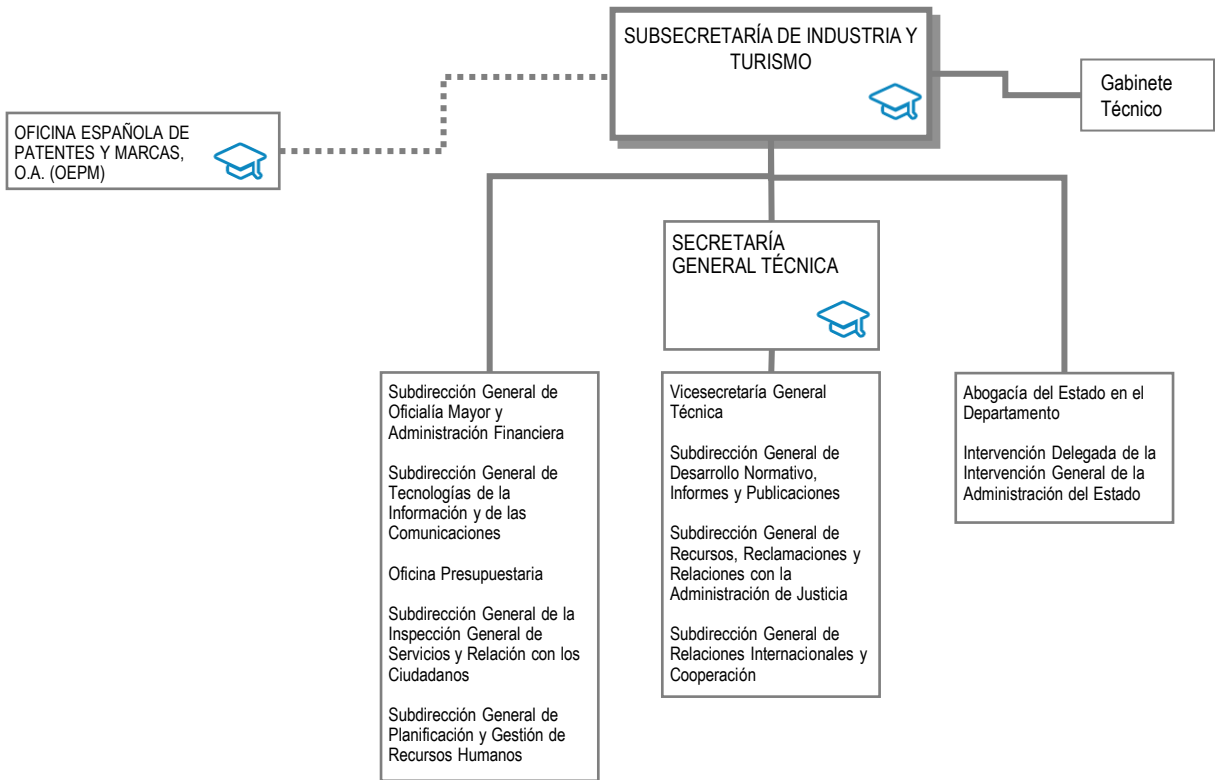 SUBSECRETARÍA DE INDUSTRIA Y
TURISMO
Gabinete
Técnico
OFICINA ESPAÑOLA DE
PATENTES Y MARCAS,
O.A. (OEPM)
SECRETARÍA
GENERAL TÉCNICA
Subdirección General de
Oficialía Mayor y
Administración Financiera
Subdirección General de
Tecnologías de la
Información y de las
Comunicaciones
Oficina Presupuestaria
Subdirección General de la
Inspección General de
Servicios y Relación con los
Ciudadanos
Subdirección General de
Planificación y Gestión de
Recursos Humanos
Vicesecretaría General
Técnica
Subdirección General de
Desarrollo Normativo,
Informes y Publicaciones
Subdirección General de
Recursos, Reclamaciones y
Relaciones con la
Administración de Justicia
Subdirección General de
Relaciones Internacionales y
Cooperación
Abogacía del Estado en el
Departamento
Intervención Delegada de la
Intervención General de la
Administración del Estado